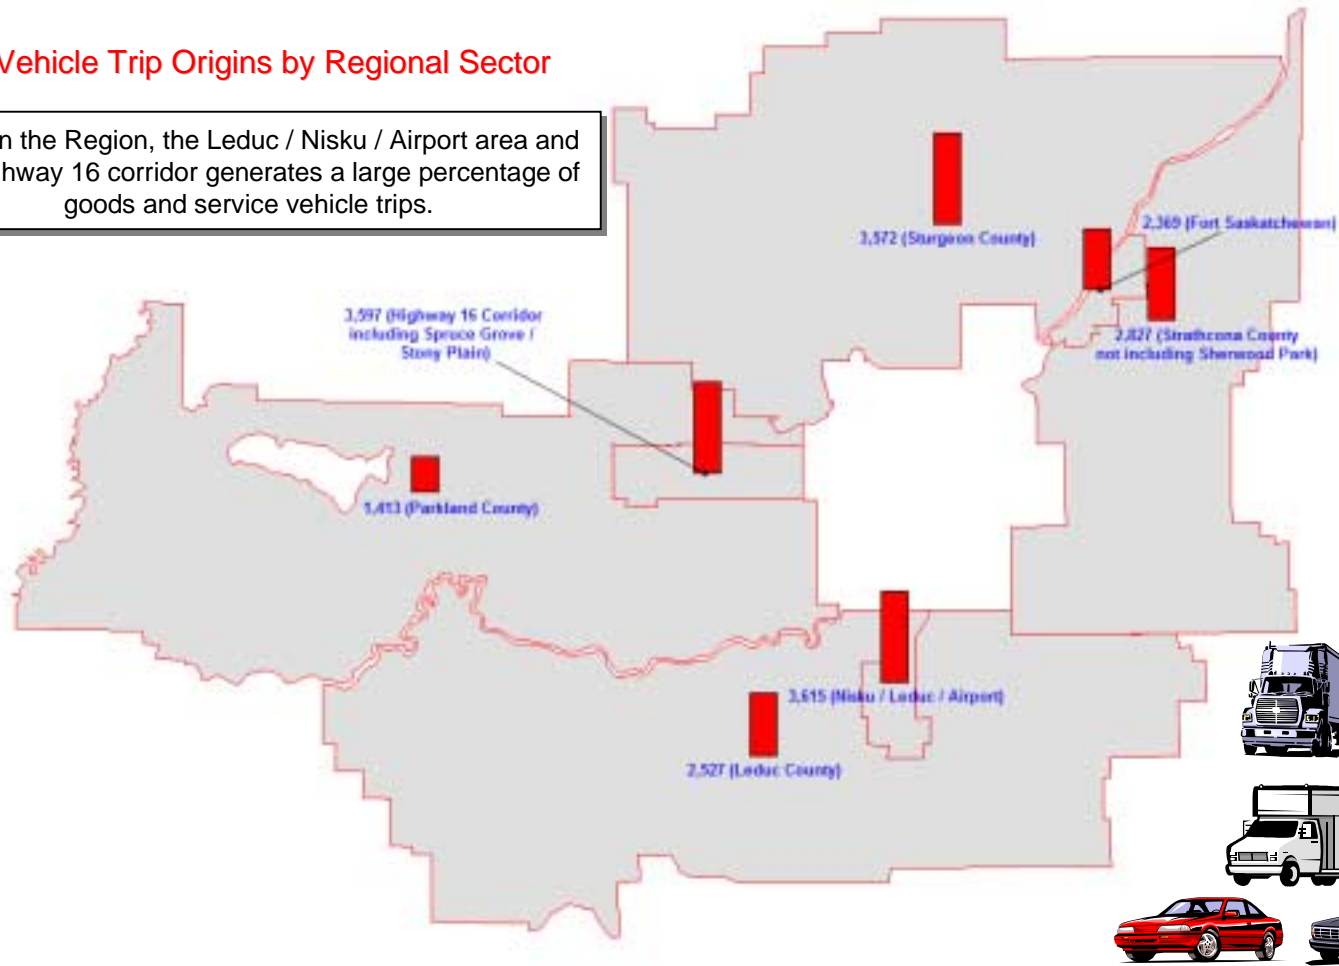 Vehicle Trip Origins by Regional Sector
n the Region, the Leduc / Nisku / Airport area and
hway 16 corridor generates a large percentage of
goods and service vehicle trips.
3,572 (Sturgeon County)
2,369 (Fort Saskatchewan)
3,597 (Highway 16 Corridor
including Spruce Grove /
Stony Plain)
2,827 (Strathcona County
not including Sherwood Park)
1,413 (Parkland County)
3,615 (Nisku / Leduc / Airport)
2,527 (Leduc County)